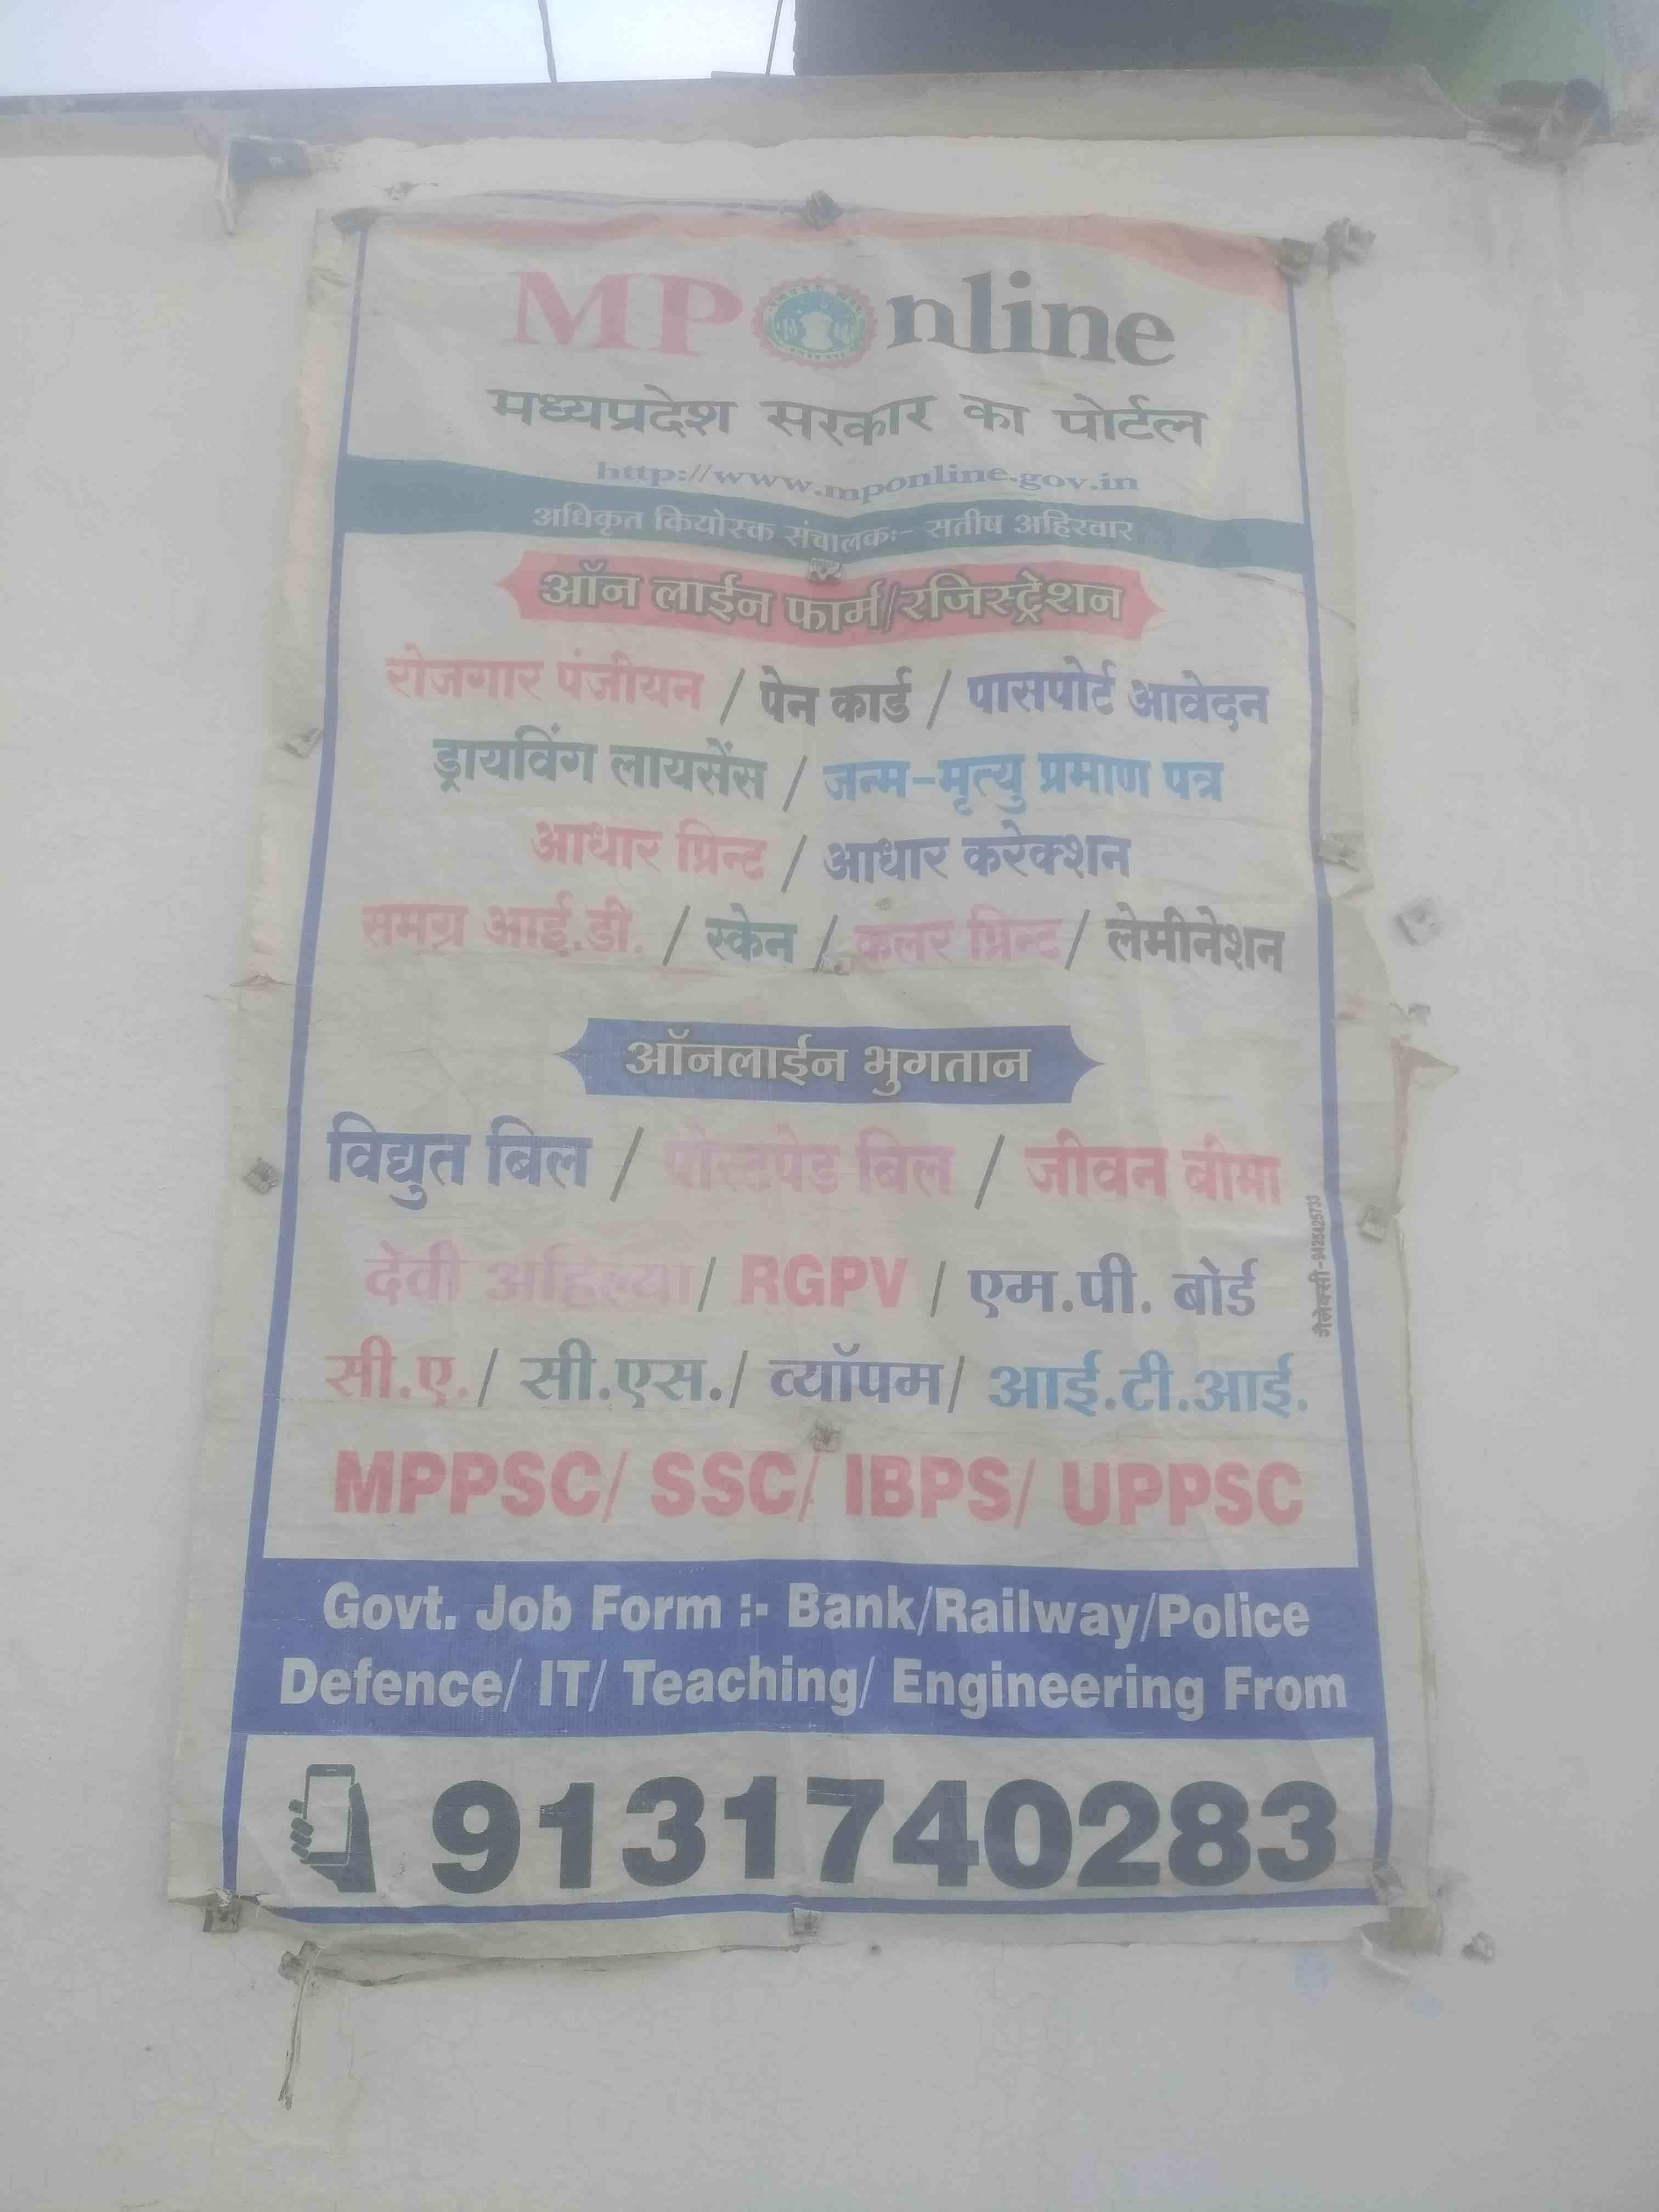 MPOnline
मध्यप्रदेश सरकार का पोर्टल
http://www.mponline.gov.in
अधिकृत कियोस्क संचालकः- सतीष अहिरवार
ऑन लाईन फार्म/रजिस्ट्रेशन
रोजगार पंजीयन / पेन कार्ड / पासपोर्ट आवेदन
ड्रायविंग लायसेंस / जन्म-मृत्यु प्रमाण पत्र
आधार प्रिन्ट / आधार करेक्शन
समग्र आई.डी. / स्केन / कलर प्रिन्ट/ लेमीनेशन
ऑनलाईन भुगतान
विद्युत बिल / पोस्टपेड बिल / जीवन बीमा
देवी अहिल्या/ RGPV / एम.पी. बोर्ड
सी.ए./ सी.एस./ व्यॉपम/ आई.टी.आई.
MPPSC/ SSC/ IBPS/ UPPSC
Govt. Job Form :- Bank/Railway/Police
Defence/ IT/ Teaching/ Engineering From
9131740283
गैलेक्सी-9425425733